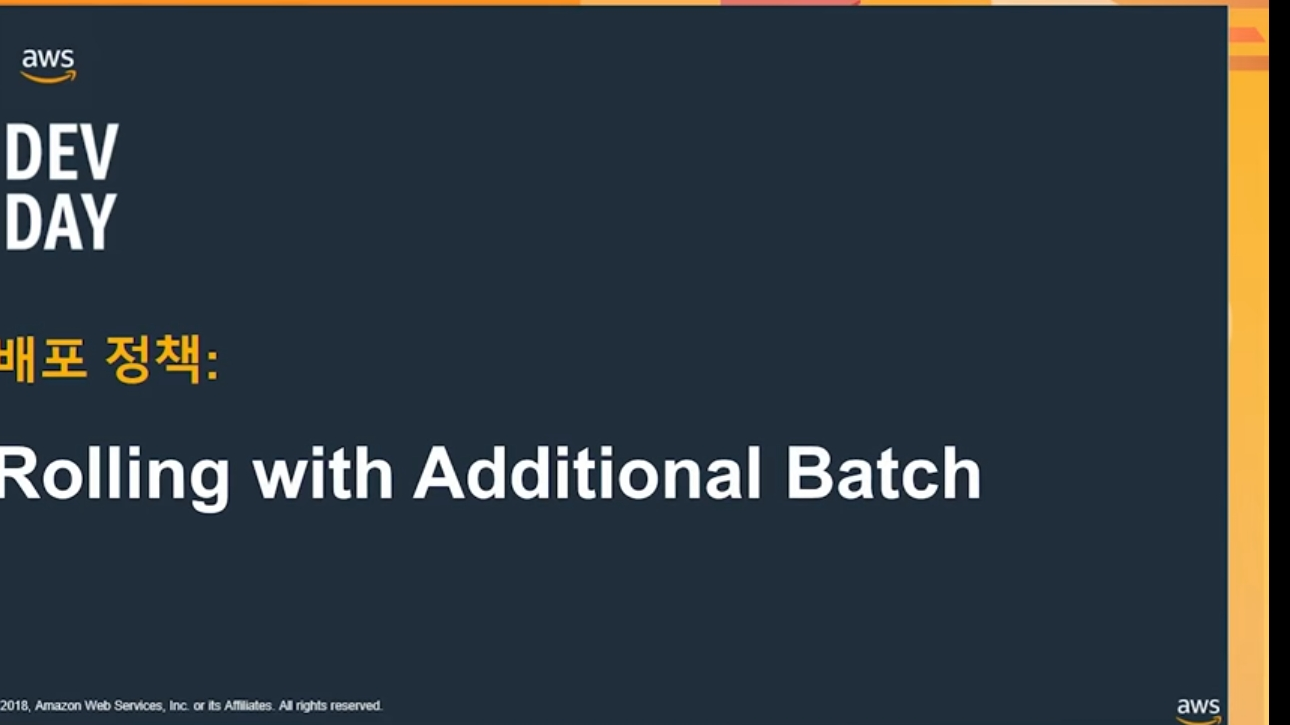 aws
DEV
DAY
배포 정책:
Rolling with Additional Batch
2018, Amazon Web Services, Inc. or its Affiliates. All rights reserved.
aws